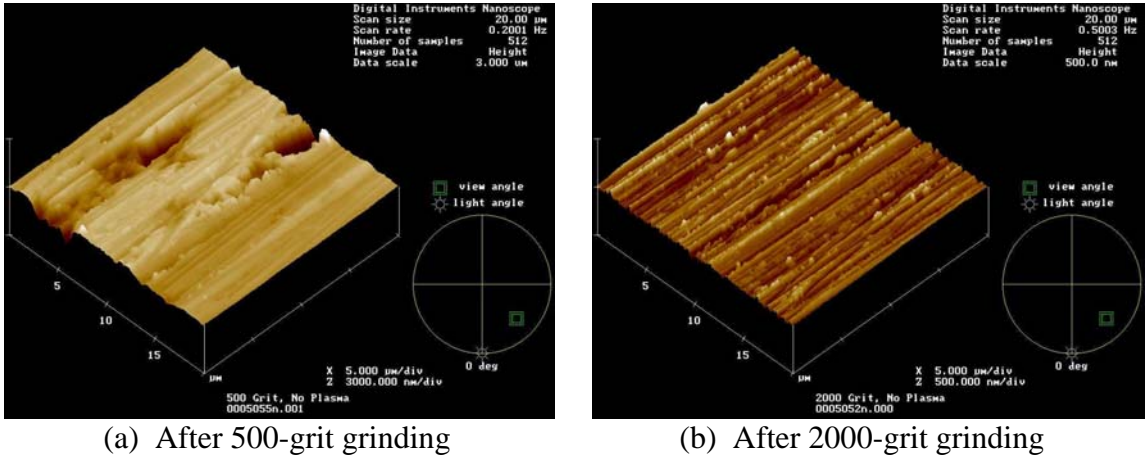 Digital Instruments Nanoscope
Scan size 20.00 µm
Scan rate 0.2001 Hz
Number of samples 512
Image Data Height
Data scale 3.000 um
view angle
light angle
0 deg
5
10
15
µm
X 5.000 µm/div
Z 3000.000 nm/div
500 Grit, No Plasma
0005055n.001
(a) After 500-grit grinding
Digital Instruments Nanoscope
Scan size 20.00 µm
Scan rate 0.5003 Hz
Number of samples 512
Image Data Height
Data scale 500.0 nm
view angle
light angle
0 deg
5
10
15
µm
X 5.000 µm/div
Z 500.000 nm/div
2000 Grit, No Plasma
0005052n.000
(b) After 2000-grit grinding